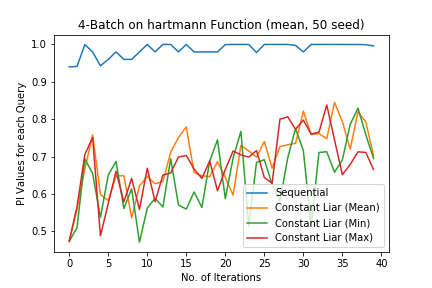 4-Batch on hartmann Function (mean, 50 seed)
PI Values for each Query
1.0
0.9
0.8
0.7
0.6
0.5
Sequential
Constant Liar (Mean)
Constant Liar (Min)
Constant Liar (Max)
0 5 10 15 20 25 30 35 40
No. of Iterations